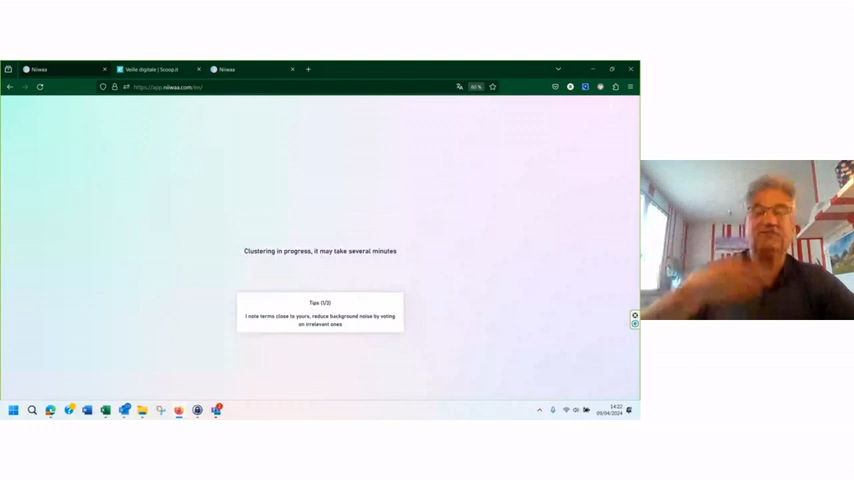 Niiwaa
Veille digitale | Scoop.it
Niiwaa
https://app.niiwaa.com/en/
80 %
Clustering in progress, it may take several minutes
Tips (1/3)
I note terms close to yours, reduce background noise by voting
on irrelevant ones
14:22
09/04/2024